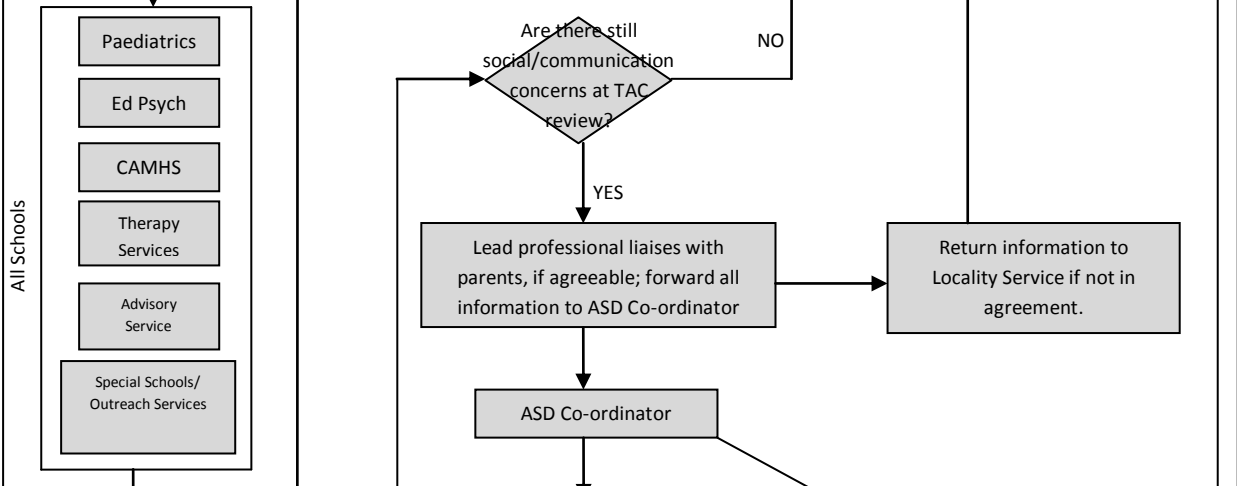 All Schools
Paediatrics
Ed Psych
CAMHS
Therapy
Services
Advisory
Service
Special Schools/
Outreach Services
Are there still
social/communication
concerns at TAC
review?
NO
YES
Lead professional liaises with
parents, if agreeable; forward all
information to ASD Co-ordinator
Return information to
Locality Service if not in
agreement.
ASD Co-ordinator